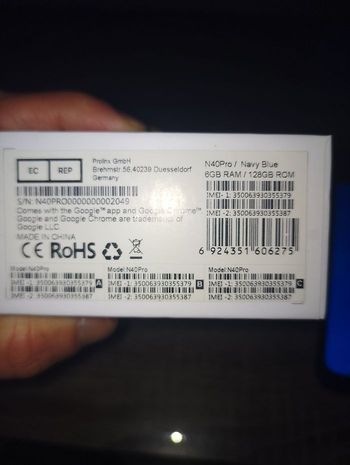 EC REP
Prolinx GmbH
Brehmstr.56,40239 Duesseldorf
Germany
N40Pro / Navy Blue
6GB RAM / 128GB ROM
IMEI -1: 350063930355379
IMEI -2: 350063930355387
S/N: N40PRO0000000002049
Comes with the Google™ app and Google Chrome™
Google and Google Chrome are trademarks of
Google LLC.
MADE IN CHINA
CE RoHS
6 924351 606275
Model:N40Pro
IMEI -1: 350063930355379 A
IMEI -2: 350063930355387
Model:N40Pro
IMEI -1: 350063930355379 B
IMEI -2: 350063930355387
Model:N40Pro
IMEI -1: 350063930355379 C
IMEI -2: 350063930355387